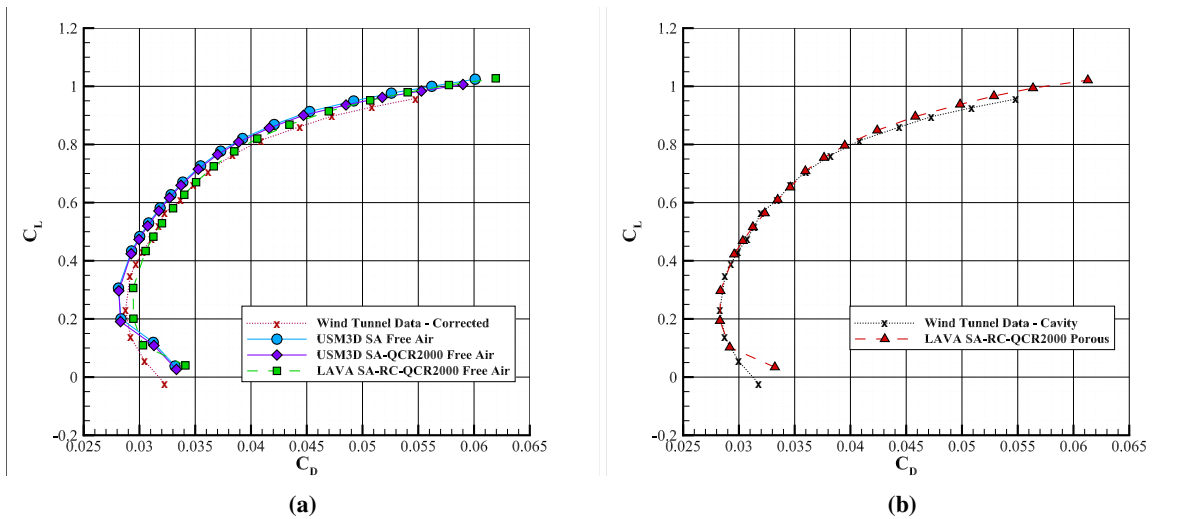 1.2
1
0.8
0.6
0.4
0.2
0
-0.2
C_L
0.025 0.03 0.035 0.04 0.045 0.05 0.055 0.06 0.065
C_D
Wind Tunnel Data - Corrected
USM3D SA Free Air
USM3D SA-QCR2000 Free Air
LAVA SA-RC-QCR2000 Free Air
(a)
1.2
1
0.8
0.6
0.4
0.2
0
-0.2
C_L
0.025 0.03 0.035 0.04 0.045 0.05 0.055 0.06 0.065
C_D
Wind Tunnel Data - Cavity
LAVA SA-RC-QCR2000 Porous
(b)